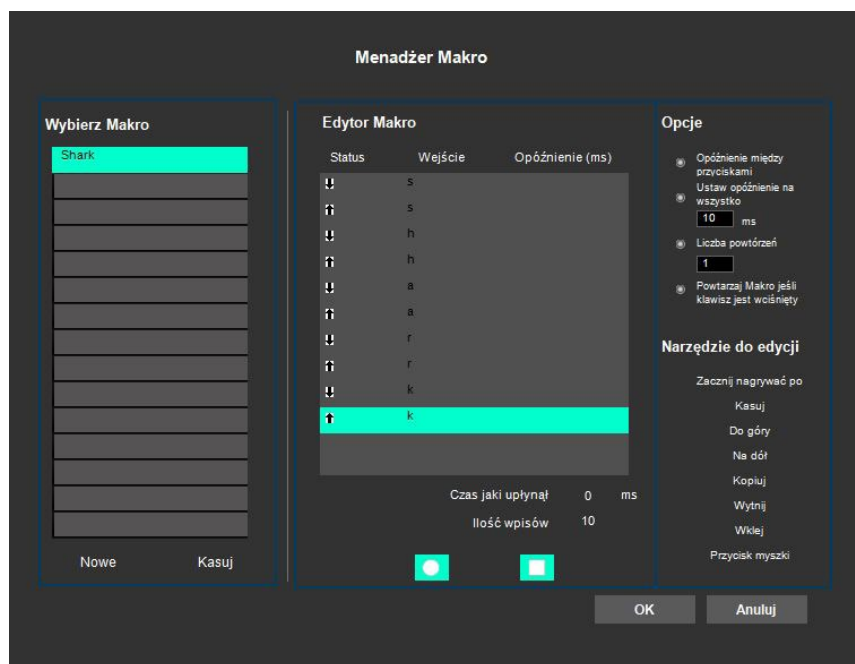 Menadżer Makro
Wybierz Makro
Shark
Nowe Kasuj
Edytor Makro
Status Wejście Opóźnienie (ms)
s
s
h
h
a
a
r
r
k
k
Czas jaki upłynął 0 ms
Ilość wpisów 10
Opcje
Opóźnienie między
przyciskami
Ustaw opóźnienie na
wszystko
10 ms
Liczba powtórzeń
1
Powtarzaj Makro jeśli
klawisz jest wciśnięty
Narzędzie do edycji
Zacznij nagrywać po
Kasuj
Do góry
Na dół
Kopiuj
Wytnij
Wklej
Przycisk myszki
OK Anuluj